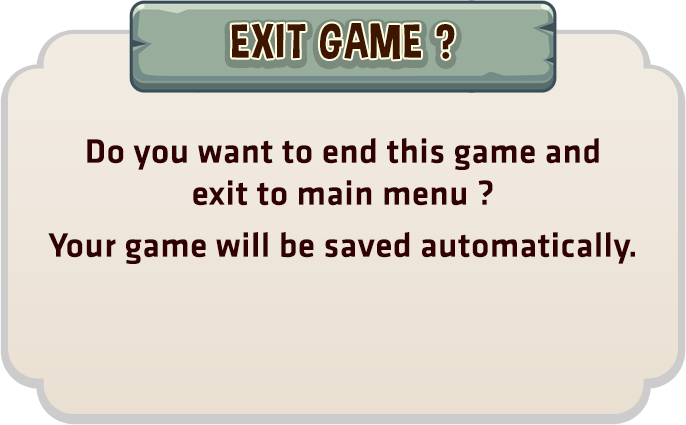 EXIT GAME ?
Do you want to end this game and
exit to main menu ?
Your game will be saved automatically.